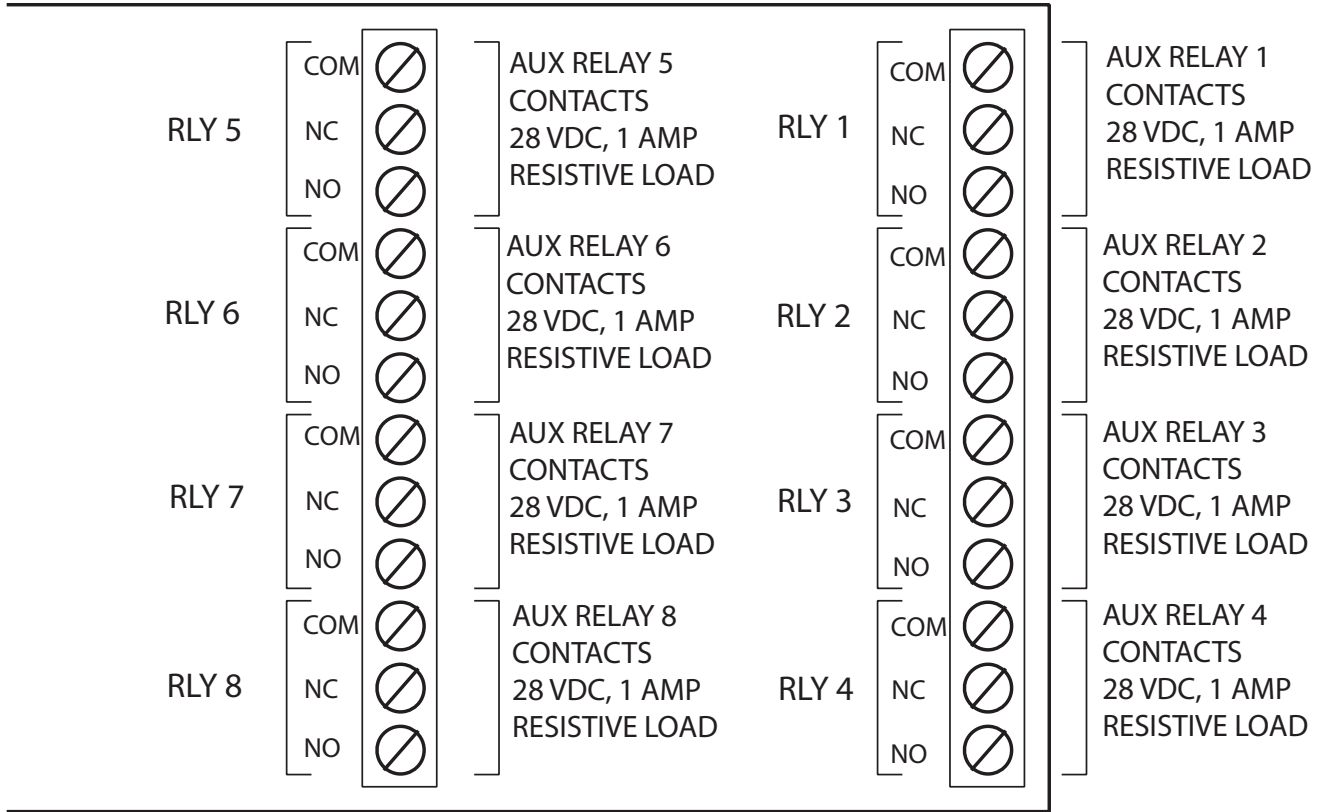 RLY 5
COM
NC
NO
AUX RELAY 5
CONTACTS
28 VDC, 1 AMP
RESISTIVE LOAD
RLY 6
COM
NC
NO
AUX RELAY 6
CONTACTS
28 VDC, 1 AMP
RESISTIVE LOAD
RLY 7
COM
NC
NO
AUX RELAY 7
CONTACTS
28 VDC, 1 AMP
RESISTIVE LOAD
RLY 8
COM
NC
NO
AUX RELAY 8
CONTACTS
28 VDC, 1 AMP
RESISTIVE LOAD
RLY 1
COM
NC
NO
AUX RELAY 1
CONTACTS
28 VDC, 1 AMP
RESISTIVE LOAD
RLY 2
COM
NC
NO
AUX RELAY 2
CONTACTS
28 VDC, 1 AMP
RESISTIVE LOAD
RLY 3
COM
NC
NO
AUX RELAY 3
CONTACTS
28 VDC, 1 AMP
RESISTIVE LOAD
RLY 4
COM
NC
NO
AUX RELAY 4
CONTACTS
28 VDC, 1 AMP
RESISTIVE LOAD